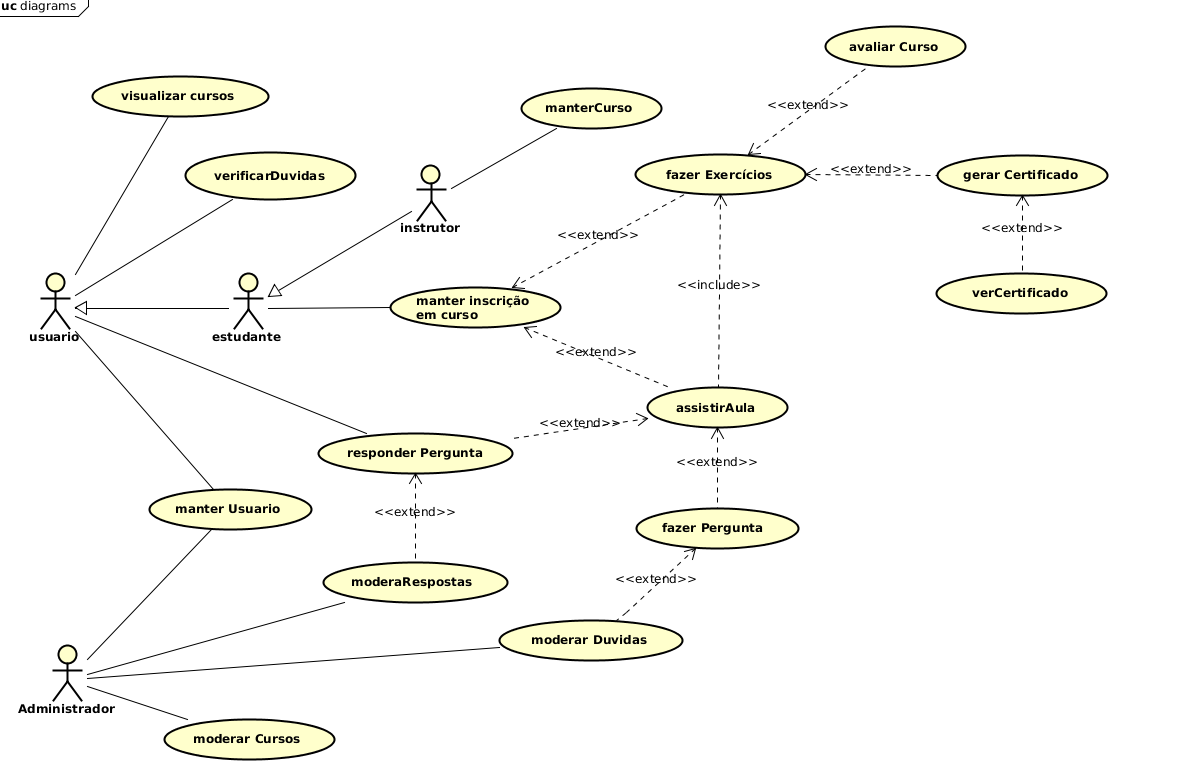 uc diagrams
avaliar Curso
visualizar cursos
manterCurso
<<extend>>
verificarDuvidas
fazer Exercícios
<<extend>>
gerar Certificado
instrutor
<<extend>>
<<extend>>
<<include>>
verCertificado
manter inscrição
em curso
usuario
estudante
<<extend>>
assistirAula
<<extend>>
responder Pergunta
<<extend>>
manter Usuario
<<extend>>
fazer Pergunta
moderaRespostas
<<extend>>
moderar Duvidas
Administrador
moderar Cursos